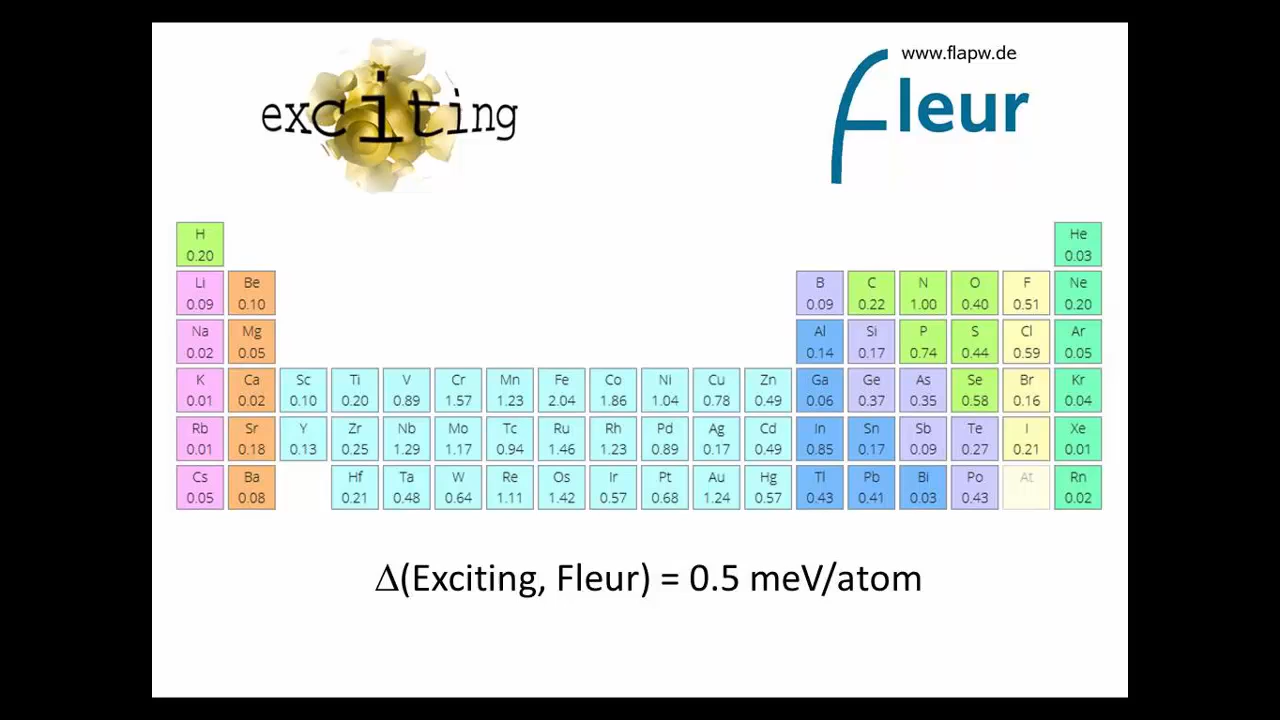 www.flapw.de
exciting
fleur
H He
0.20 0.03
Li Be B C N O F Ne
0.09 0.10 0.09 0.22 1.00 0.40 0.51 0.20
Na Mg Al Si P S Cl Ar
0.02 0.05 0.14 0.17 0.74 0.44 0.59 0.05
K Ca Sc Ti V Cr Mn Fe Co Ni Cu Zn Ga Ge As Se Br Kr
0.01 0.02 0.10 0.20 0.89 1.57 1.23 2.04 1.86 1.04 0.78 0.49 0.06 0.37 0.35 0.58 0.16 0.04
Rb Sr Y Zr Nb Mo Tc Ru Rh Pd Ag Cd In Sn Sb Te I Xe
0.01 0.18 0.13 0.25 1.29 1.17 0.94 1.46 1.23 0.89 0.17 0.49 0.85 0.17 0.09 0.27 0.21 0.01
Cs Ba Hf Ta W Re Os Ir Pt Au Hg Tl Pb Bi Po At Rn
0.05 0.08 0.21 0.48 0.64 1.11 1.42 0.57 0.68 1.24 0.57 0.43 0.41 0.03 0.43 0.02
Δ(Exciting, Fleur) = 0.5 meV/atom